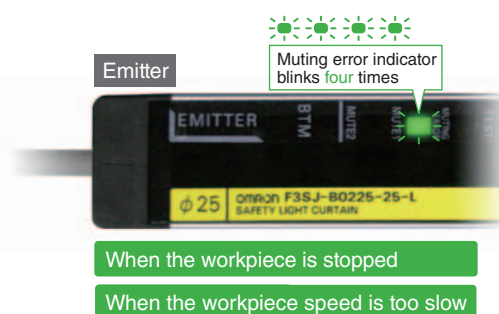 Emitter
Muting error indicator
blinks four times
EMITTER
BTM
MUTE2
MUTE1
φ25
OMRON F3SJ-B0225-25-L
SAFETY LIGHT CURTAIN
When the workpiece is stopped
When the workpiece speed is too slow